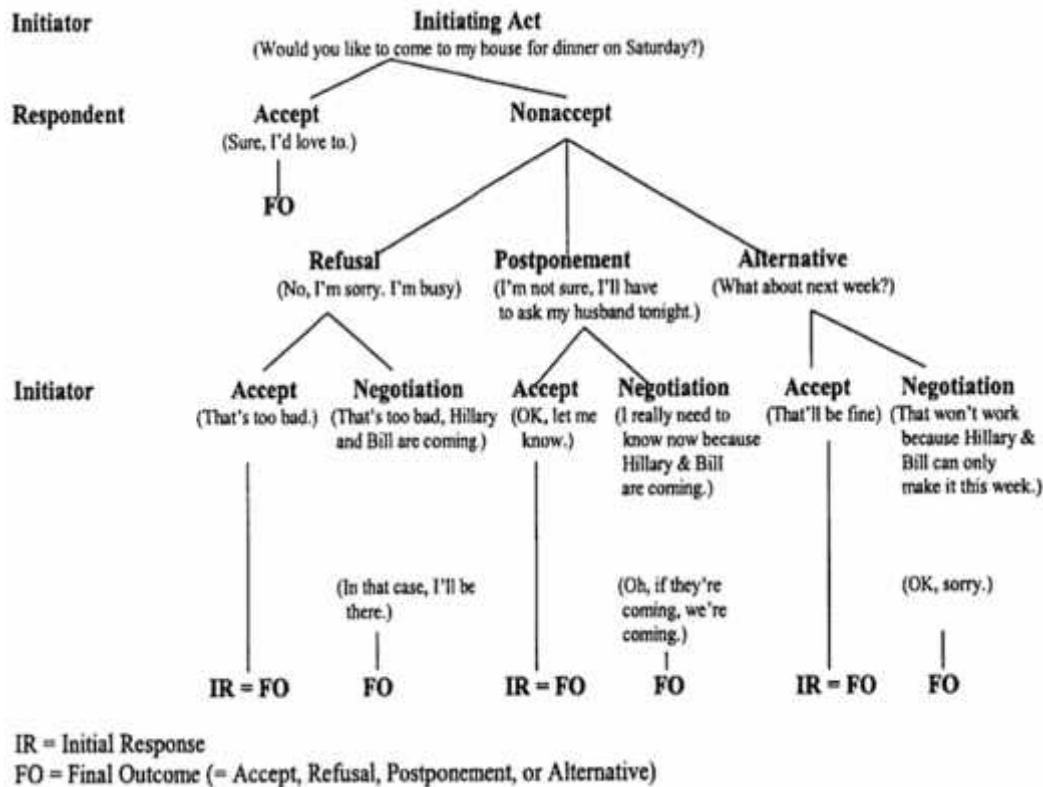 Initiator
Initiating Act
(Would you like to come to my house for dinner on Saturday?)
Respondent
Accept
(Sure, I'd love to.)
FO
Nonaccept
Refusal
(No, I'm sorry. I'm busy)
Postponement
(I'm not sure, I'll have
to ask my husband tonight.)
Alternative
(What about next week?)
Initiator
Accept
(That's too bad.)
Negotiation
(That's too bad, Hillary
and Bill are coming.)
Accept
(OK, let me
know.)
Negotiation
(I really need to
know now because
Hillary & Bill
are coming.)
Accept
(That'll be fine)
Negotiation
(That won't work
because Hillary &
Bill can only
make it this week.)
(In that case, I'll be
there.)
(Oh, if they're
coming, we're
coming.)
(OK, sorry.)
IR = FO
FO
IR = FO
FO
IR = FO
FO
IR = Initial Response
FO = Final Outcome (= Accept, Refusal, Postponement, or Alternative)